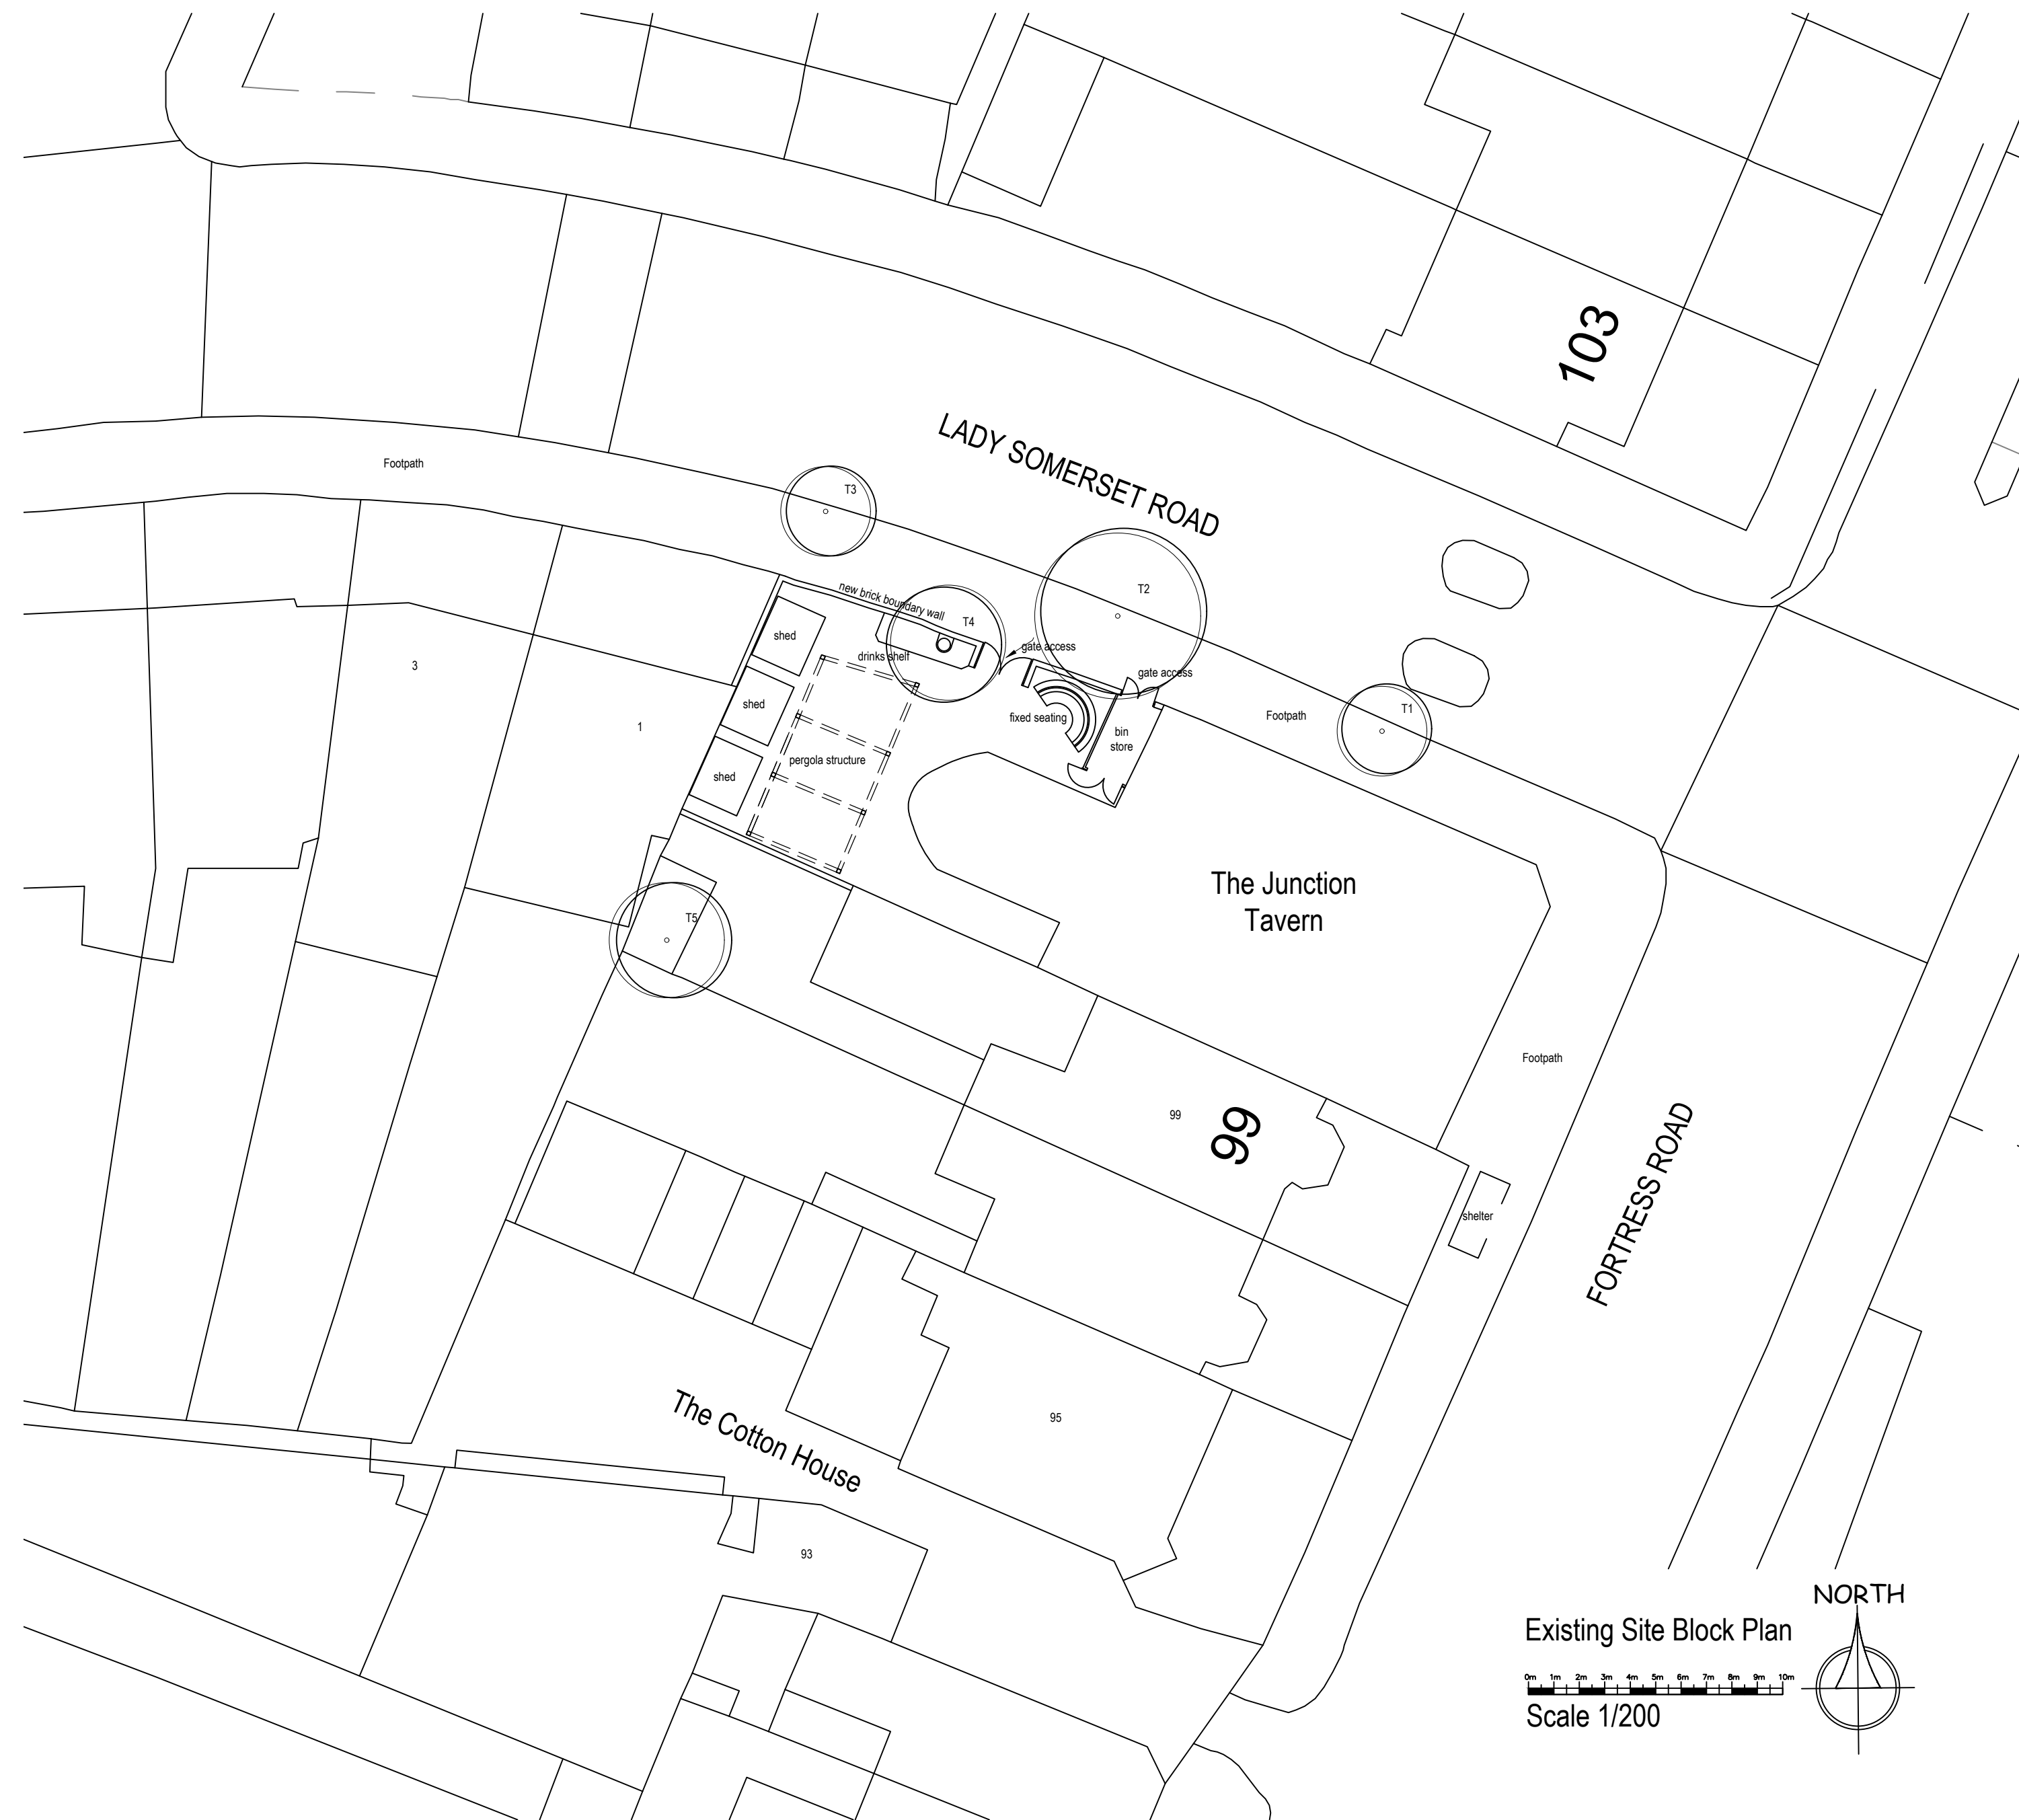 103
LADY SOMERSET ROAD
Footpath
T3
T2
new brick boundary wall
T4
shed
gate access
drinks shelf
3
gate access
shed
T1
fixed seating
Footpath
1
bin
store
pergola structure
shed
The Junction
Tavern
T5
Footpath
99
99
FORTRESS ROAD
shelter
The Cotton House
95
93
NORTH
Existing Site Block Plan
0m 1m 2m 3m 4m 5m 6m 7m 8m 9m 10m
Scale 1/200